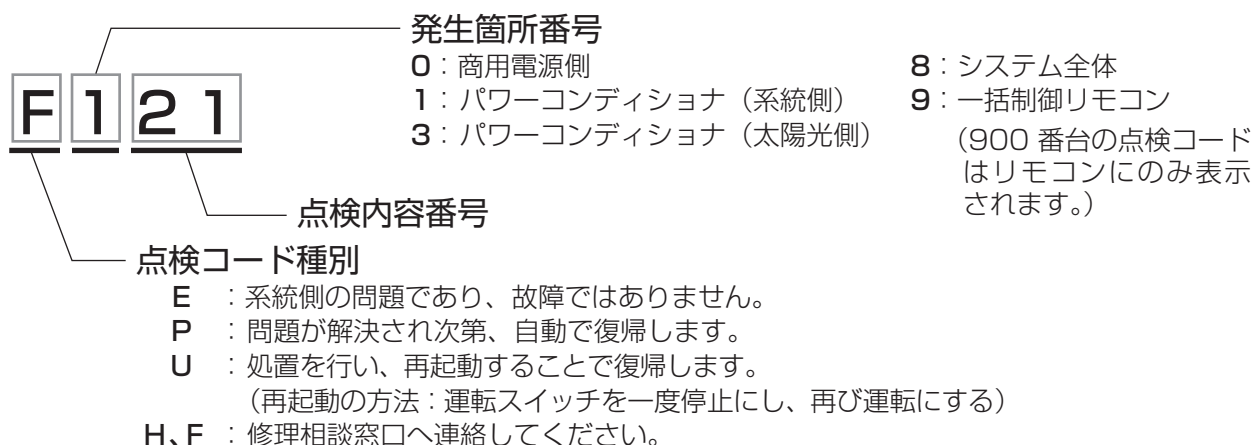 発生箇所番号
0：商用電源側
1：パワーコンディショナ（系統側）
3：パワーコンディショナ（太陽光側）
8：システム全体
9：一括制御リモコン
（900 番台の点検コード
はリモコンにのみ表示
されます。）
F121
点検内容番号
点検コード種別
E ：系統側の問題であり、故障ではありません。
P ：問題が解決され次第、自動で復帰します。
U ：処置を行い、再起動することで復帰します。
（再起動の方法：運転スイッチを一度停止にし、再び運転にする）
H、F ：修理相談窓口へ連絡してください。